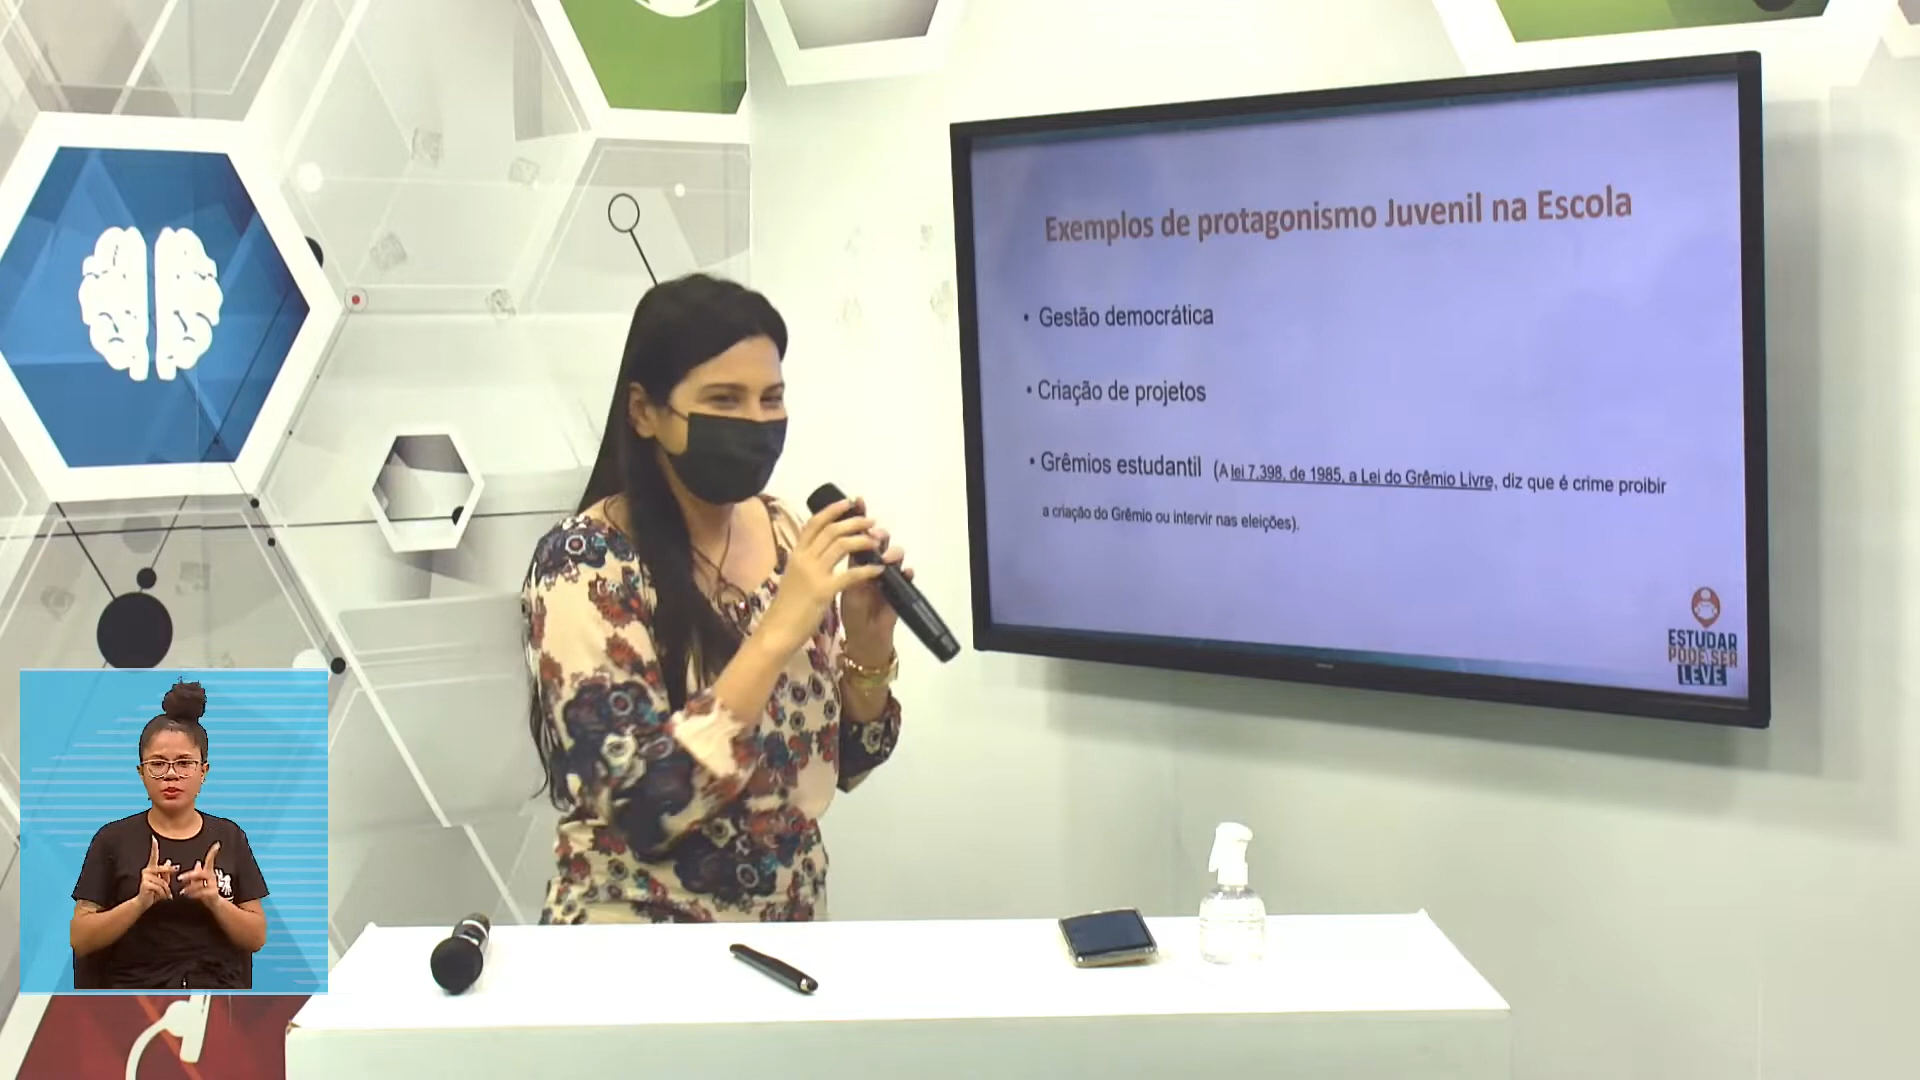 Exemplos de protagonismo Juvenil na Escola
• Gestão democrática
• Criação de projetos
• Grêmios estudantil (A lei 7.398, de 1985, a Lei do Grêmio Livre, diz que é crime proibir
a criação do Grêmio ou intervir nas eleições).
ESTUDAR
PODE SER
LEVE